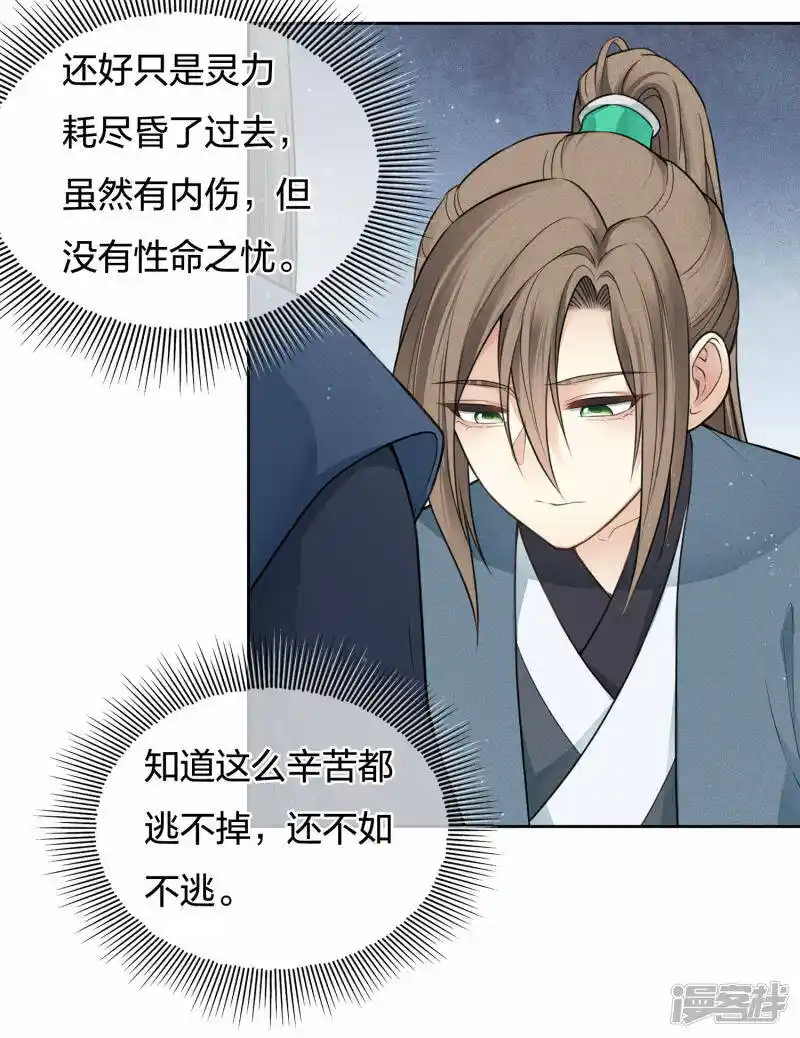 还好只是灵力
耗尽昏了过去，
虽然有内伤，但
没有性命之忧。
知道这么辛苦都
逃不掉，还不如
不逃。
漫客栈